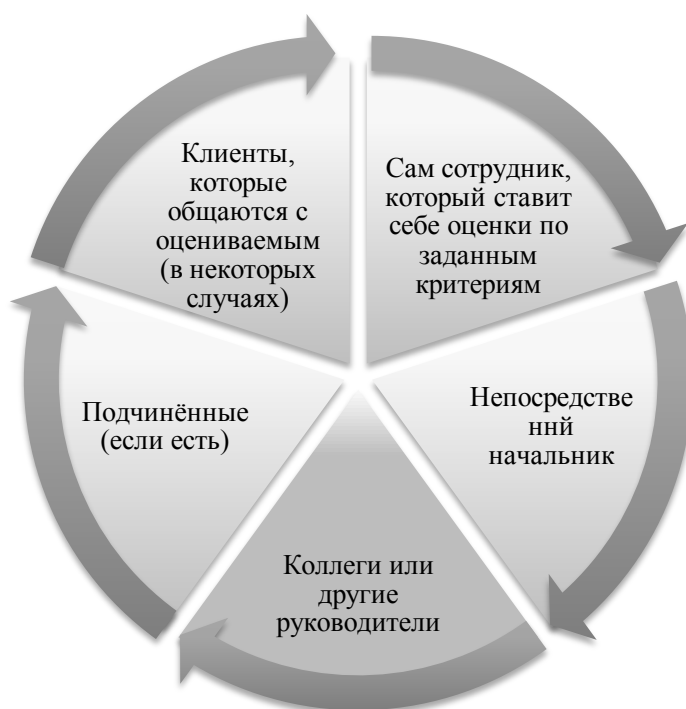 Клиенты,
которые
общаются с
оцениваемым
(в некоторых
случаях)
Сам сотрудник,
который ставит
себе оценки по
заданным
критериям
Непосредстве
ннй
начальник
Коллеги или
другие
руководители
Подчинённые
(если есть)